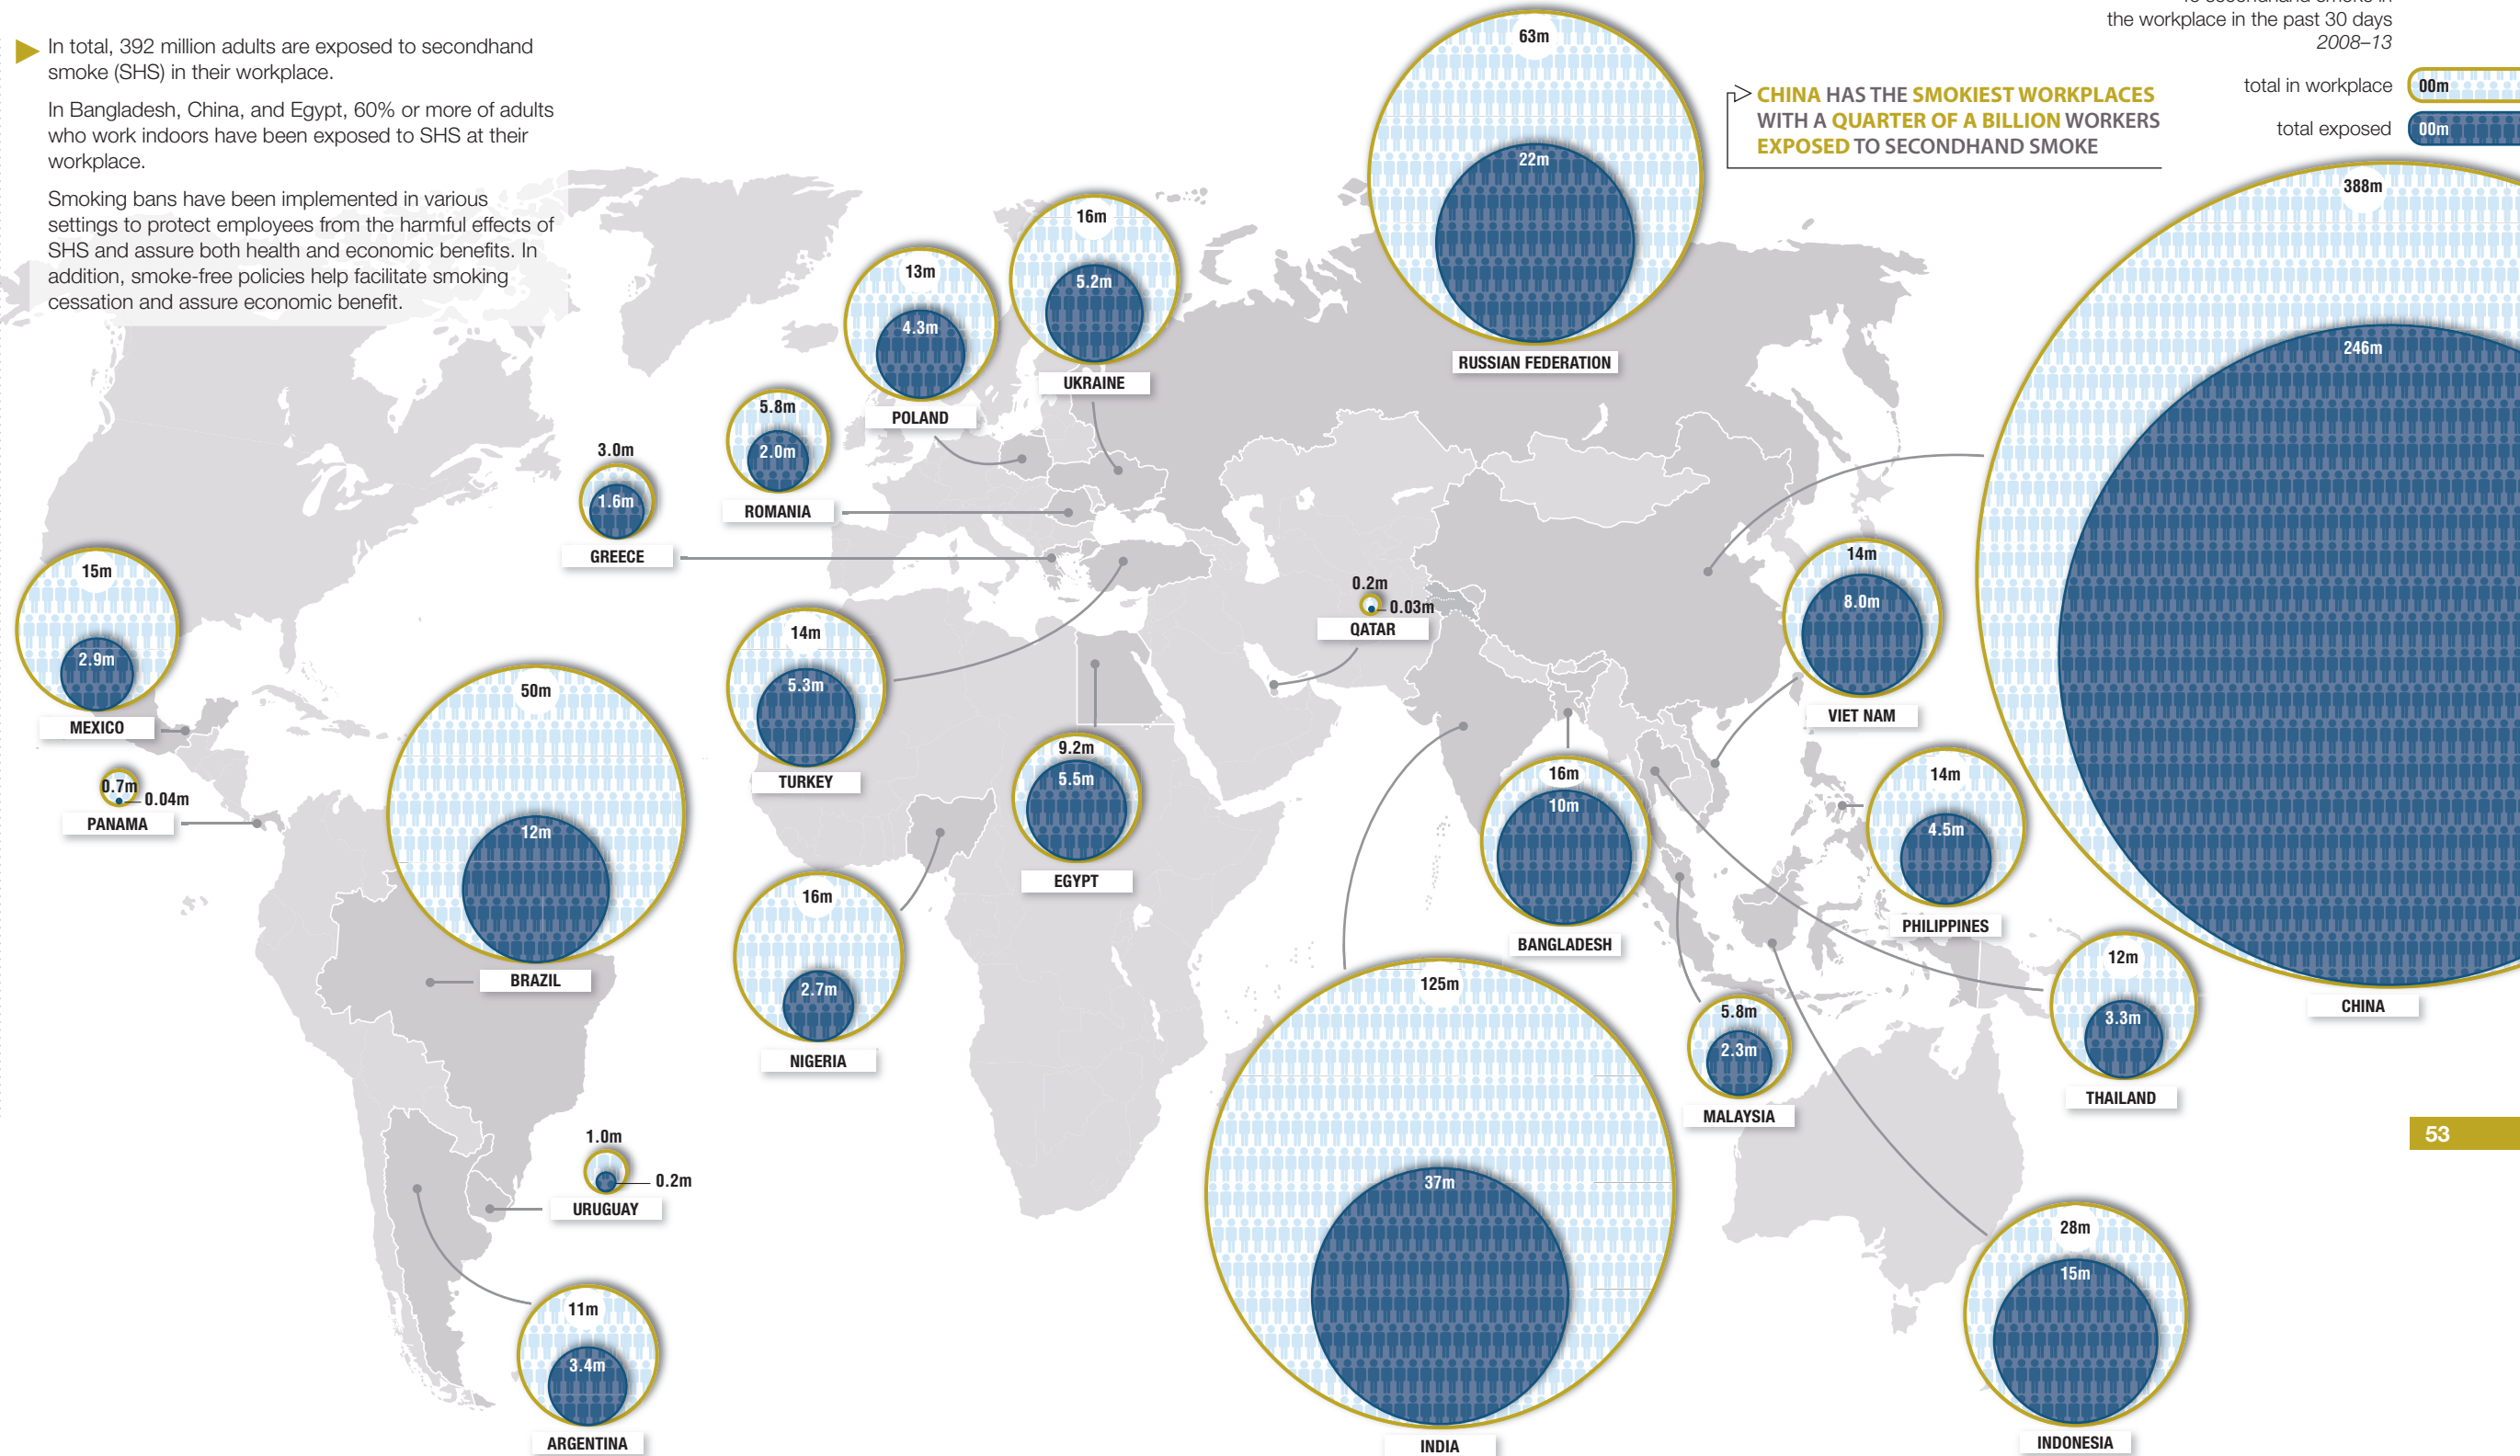 In total, 392 million adults are exposed to secondhand
smoke (SHS) in their workplace.
In Bangladesh, China, and Egypt, 60% or more of adults
who work indoors have been exposed to SHS at their
workplace.
Smoking bans have been implemented in various
settings to protect employees from the harmful effects of
SHS and assure both health and economic benefits. In
addition, smoke-free policies help facilitate smoking
cessation and assure economic benefit.
to secondhand smoke in
the workplace in the past 30 days
2008–13
total in workplace 00m
total exposed 00m
CHINA HAS THE SMOKIEST WORKPLACES
WITH A QUARTER OF A BILLION WORKERS
EXPOSED TO SECONDHAND SMOKE
63m
22m
RUSSIAN FEDERATION
16m
5.2m
UKRAINE
13m
4.3m
POLAND
5.8m
2.0m
ROMANIA
3.0m
1.6m
GREECE
388m
246m
CHINA
15m
2.9m
MEXICO
0.7m
0.04m
PANAMA
50m
12m
BRAZIL
14m
5.3m
TURKEY
9.2m
5.5m
EGYPT
16m
2.7m
NIGERIA
0.2m
0.03m
QATAR
14m
8.0m
VIET NAM
16m
10m
BANGLADESH
14m
4.5m
PHILIPPINES
12m
3.3m
THAILAND
125m
37m
INDIA
5.8m
2.3m
MALAYSIA
28m
15m
INDONESIA
1.0m
0.2m
URUGUAY
11m
3.4m
ARGENTINA
53